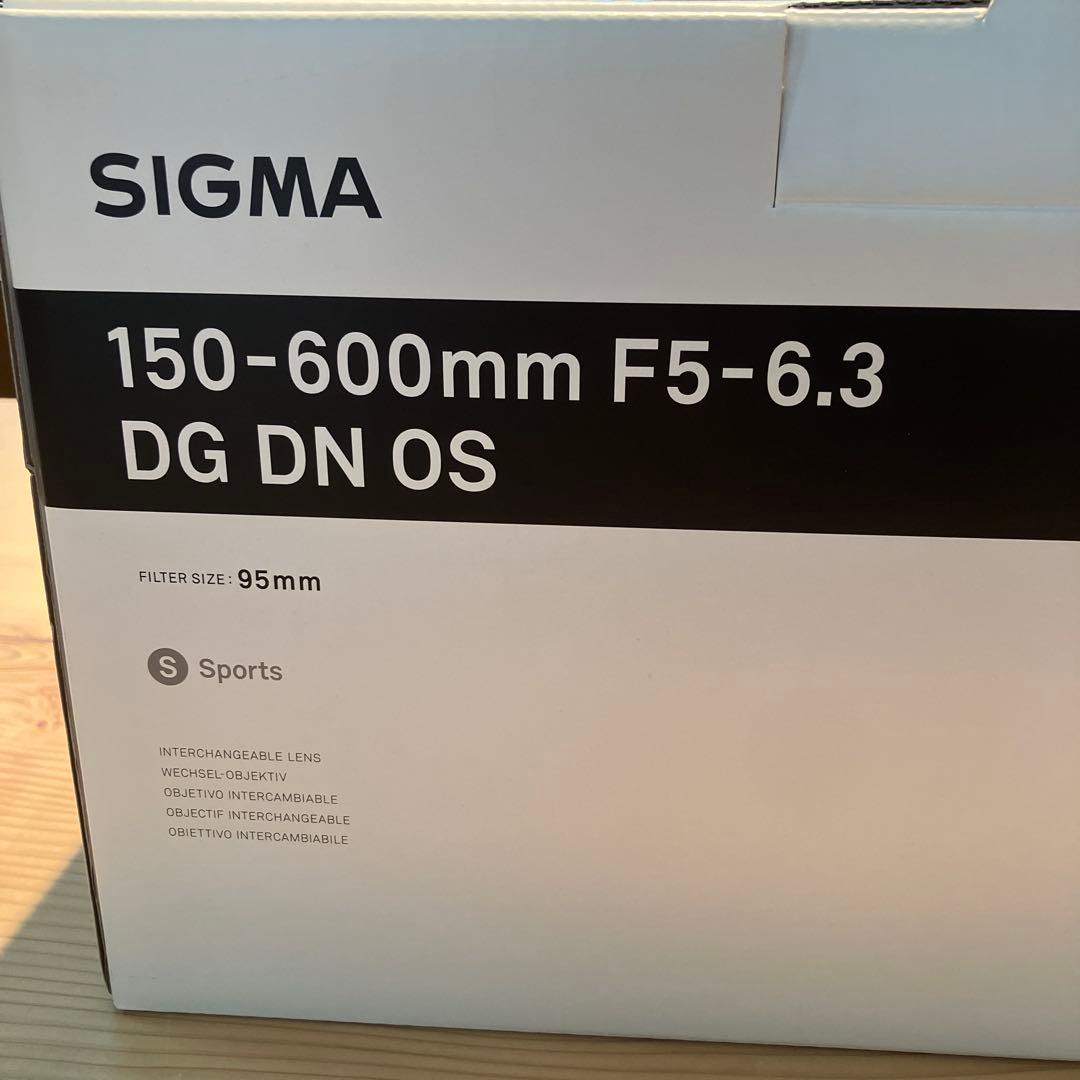 SIGMA
150-600mm F5-6.3
DG DN OS
FILTER SIZE: 95mm
S Sports
INTERCHANGEABLE LENS
WECHSEL-OBJEKTIV
OBJETIVO INTERCAMBIABLE
OBJECTIF INTERCHANGEABLE
OBIETTIVO INTERCAMBIABILE